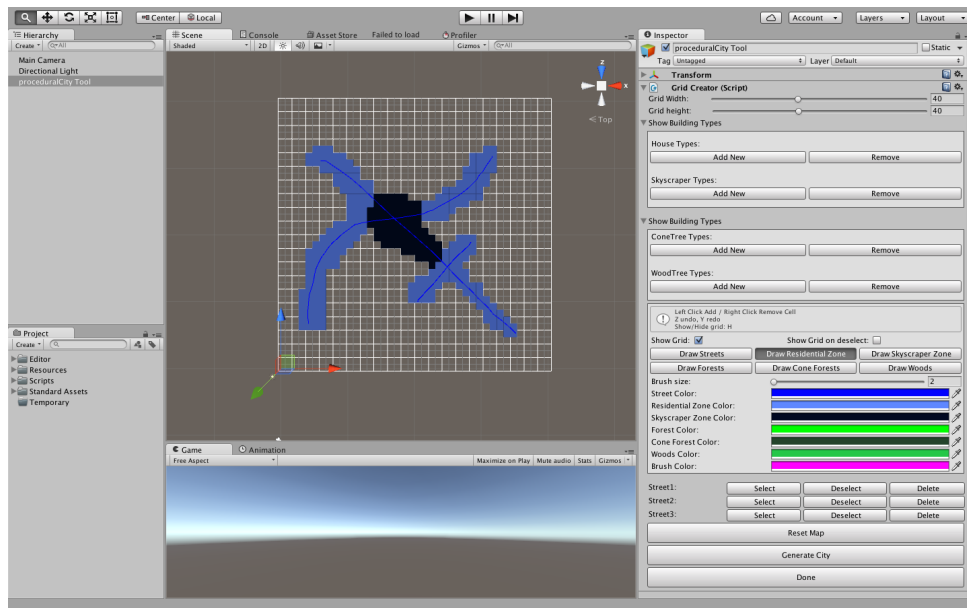 Center Local Account Layers Layout
Hierarchy
Create All
Main Camera
Directional Light
proceduralCity Tool
Scene Console Asset Store Failed to load Profiler
Shaded 2D Gizmos All
z
x
Top
Project
Create
Editor
Resources
Scripts
Standard Assets
Temporary
Game Animation
Free Aspect Maximize on Play Mute audio Stats Gizmos
Inspector
proceduralCity Tool Static
Tag Untagged Layer Default
Transform
Grid Creator (Script)
Grid Width: 40
Grid height: 40
Show Building Types
House Types:
Add New Remove
Skyscraper Types:
Add New Remove
Show Building Types
ConeTree Types:
Add New Remove
WoodTree Types:
Add New Remove
Left Click Add / Right Click Remove Cell
Z undo, Y redo
Show/Hide grid: H
Show Grid: Show Grid on deselect:
Draw Streets Draw Residential Zone Draw Skyscraper Zone
Draw Forests Draw Cone Forests Draw Woods
Brush size: 2
Street Color:
Residential Zone Color:
Skyscraper Zone Color:
Forest Color:
Cone Forest Color:
Woods Color:
Brush Color:
Street1: Select Deselect Delete
Street2: Select Deselect Delete
Street3: Select Deselect Delete
Reset Map
Generate City
Done